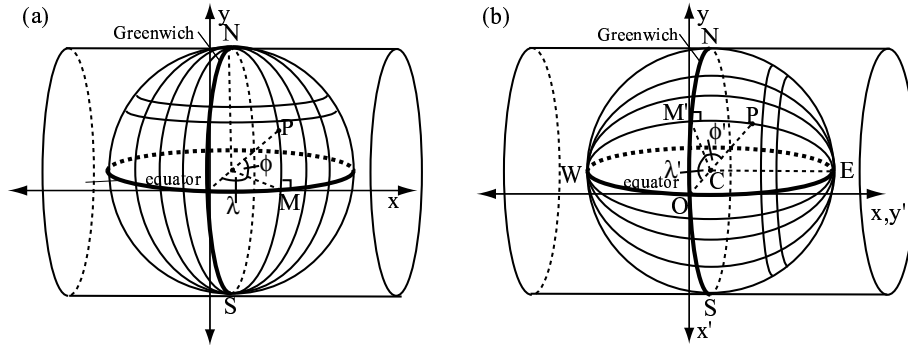 (a)
y
Greenwich
N
P
ϕ
equator
λ
M
x
S
(b)
y
Greenwich
N
M'
P
ϕ'
W
λ'
E
equator
C
O
x,y'
S
x'